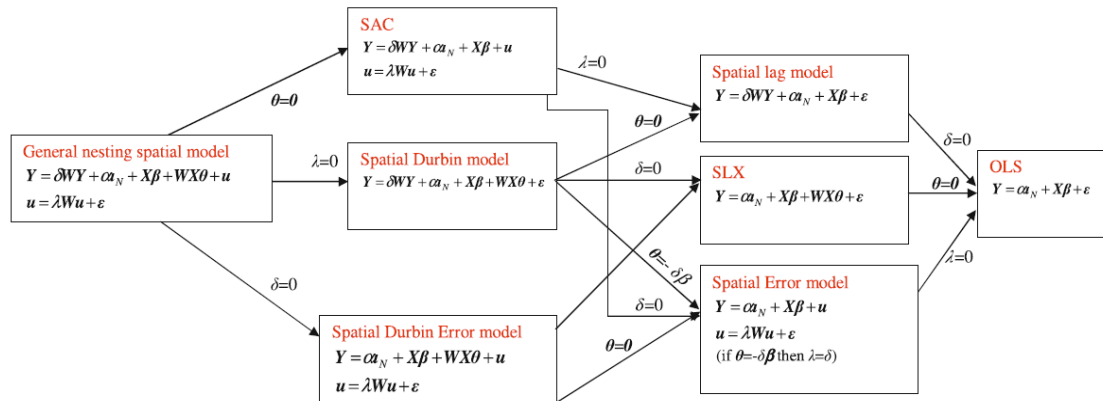 SAC
Y = δWY + αι_N + Xβ + u
u = λWu + ε
θ=0
General nesting spatial model
Y = δWY + αι_N + Xβ + WXθ + u
u = λWu + ε
λ=0
Spatial Durbin model
Y = δWY + αι_N + Xβ + WXθ + ε
δ=0
Spatial Durbin Error model
Y = αι_N + Xβ + WXθ + u
u = λWu + ε
λ=0
θ=0
δ=0
θ=- δβ
δ=0
θ=0
Spatial lag model
Y = δWY + αι_N + Xβ + ε
SLX
Y = αι_N + Xβ + WXθ + ε
Spatial Error model
Y = αι_N + Xβ + u
u = λWu + ε
(if θ=-δβ then λ=δ)
δ=0
θ=0
λ=0
OLS
Y = αι_N + Xβ + ε